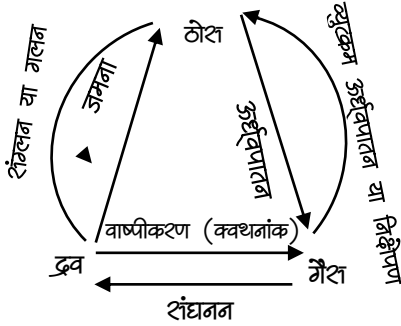 ठोस
संगलन या गलन
जमना
ऊर्ध्वपातन
व्युत्क्रम ऊर्ध्वपातन या निक्षेपण
वाष्पीकरण (क्वथनांक)
द्रव
गैस
संघनन